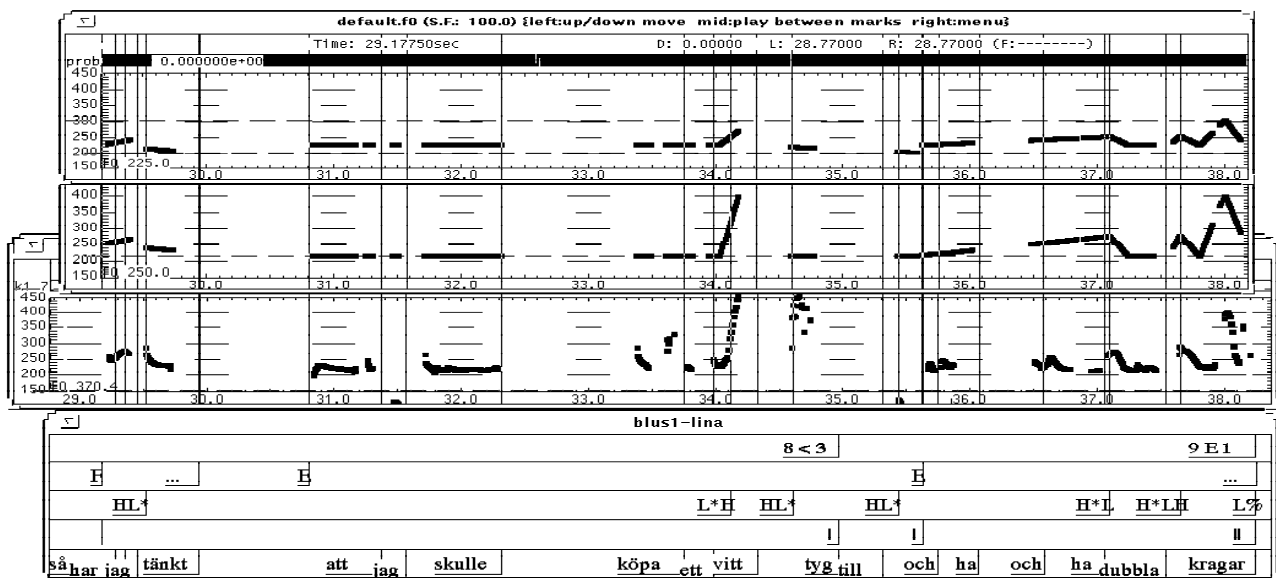 default.f0 (S.F.: 100.0) {left:up/down move mid:play between marks right:menu}
Time: 29.17750sec D: 0.00000 L: 28.77000 R: 28.77000 (F:--------)
prob 0.000000e+00
450
400
300
250
200
150
F0 225.0
30.0 31.0 32.0 33.0 34.0 35.0 36.0 37.0 38.0
400
350
300
250
200
150
F0 250.0
30.0 31.0 32.0 33.0 34.0 35.0 36.0 37.0 38.0
450
400
350
300
250
200
150
F0 370.4
29.0 30.0 31.0 32.0 33.0 34.0 35.0 36.0 37.0 38.0
blus1-lina
8<3 9E1
... E E ...
HL* L*H HL* HL* H*L H*LH L%
I I II
så har jag tänkt att jag skulle köpa ett vitt tyg till och ha och ha dubbla kragar